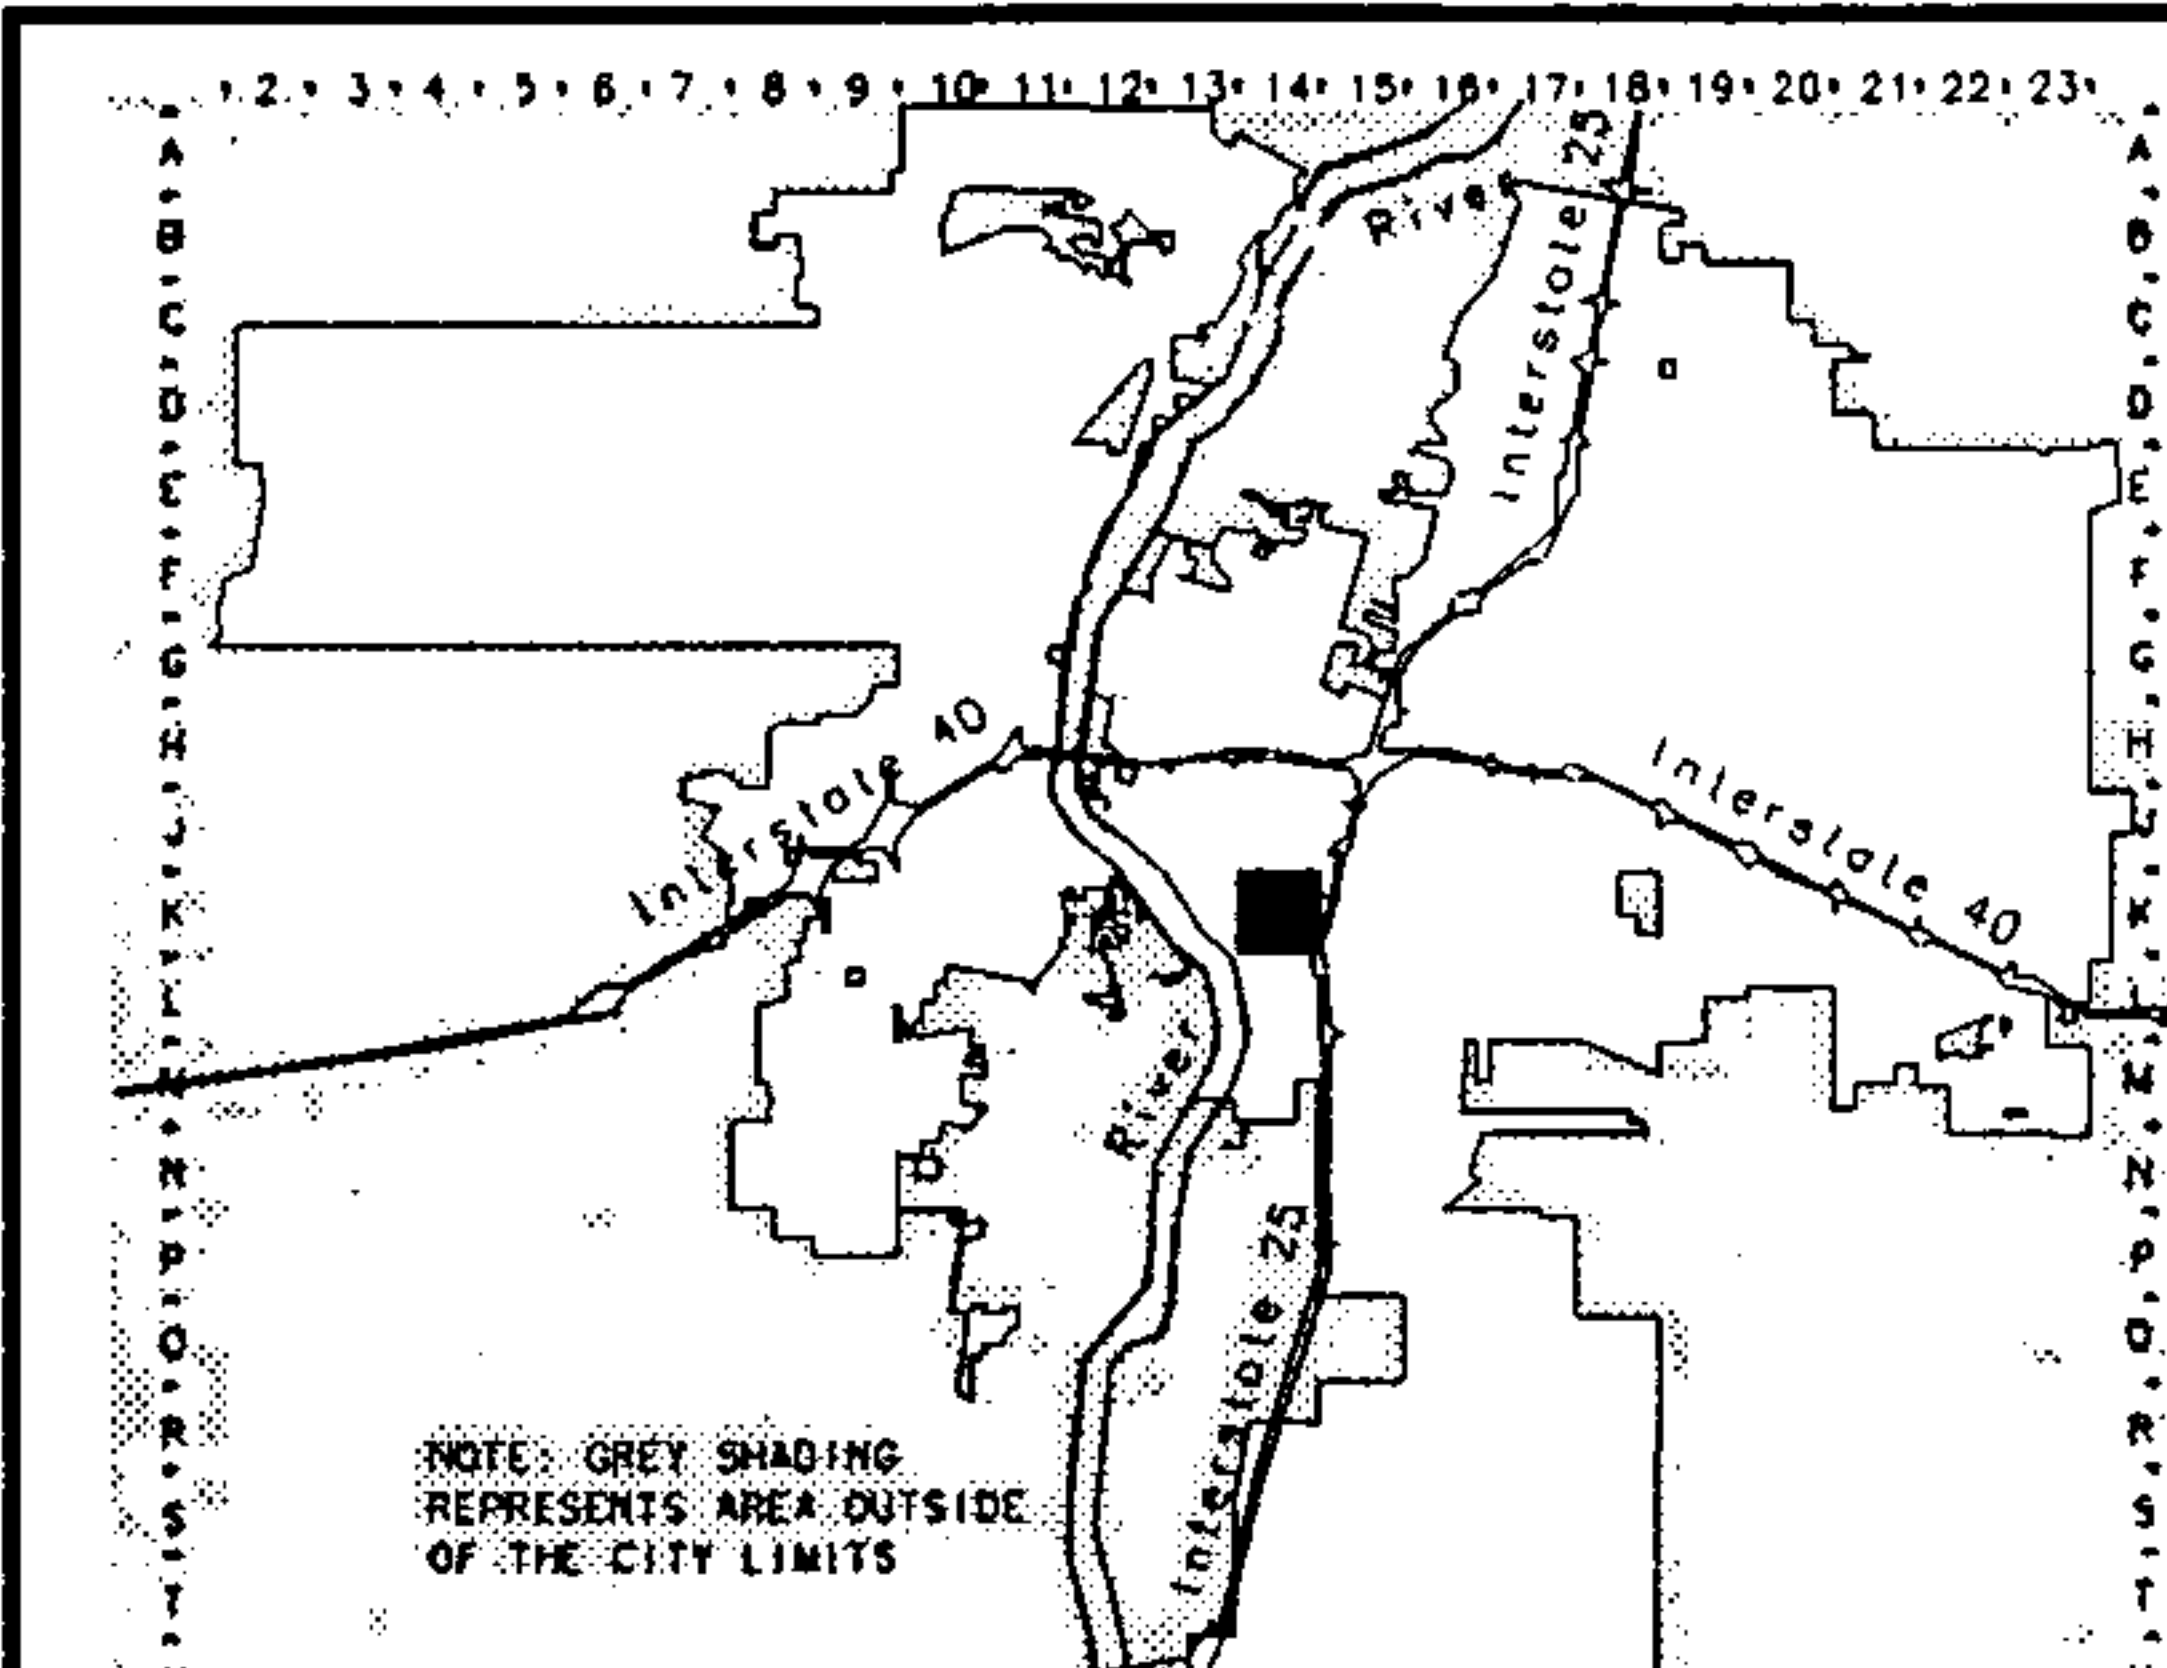 2 3 4 5 6 7 8 9 10 11 12 13 14 15 16 17 18 19 20 21 22 23
A
B
C
D
E
F
G
H
J
K
L
M
N
P
Q
R
S
T
River
Interstate 25
Interstate 40
Interstate 40
River
Interstate 25
NOTE: GREY SHADING
REPRESENTS AREA OUTSIDE
OF THE CITY LIMITS
A
B
C
D
E
F
G
H
J
K
L
M
N
P
Q
R
S
T